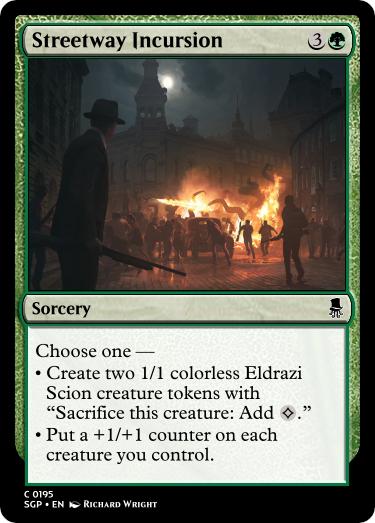 Streetway Incursion 3
Sorcery
Choose one —
• Create two 1/1 colorless Eldrazi
Scion creature tokens with
“Sacrifice this creature: Add .”
• Put a +1/+1 counter on each
creature you control.
C 0195
SGP • EN Richard Wright